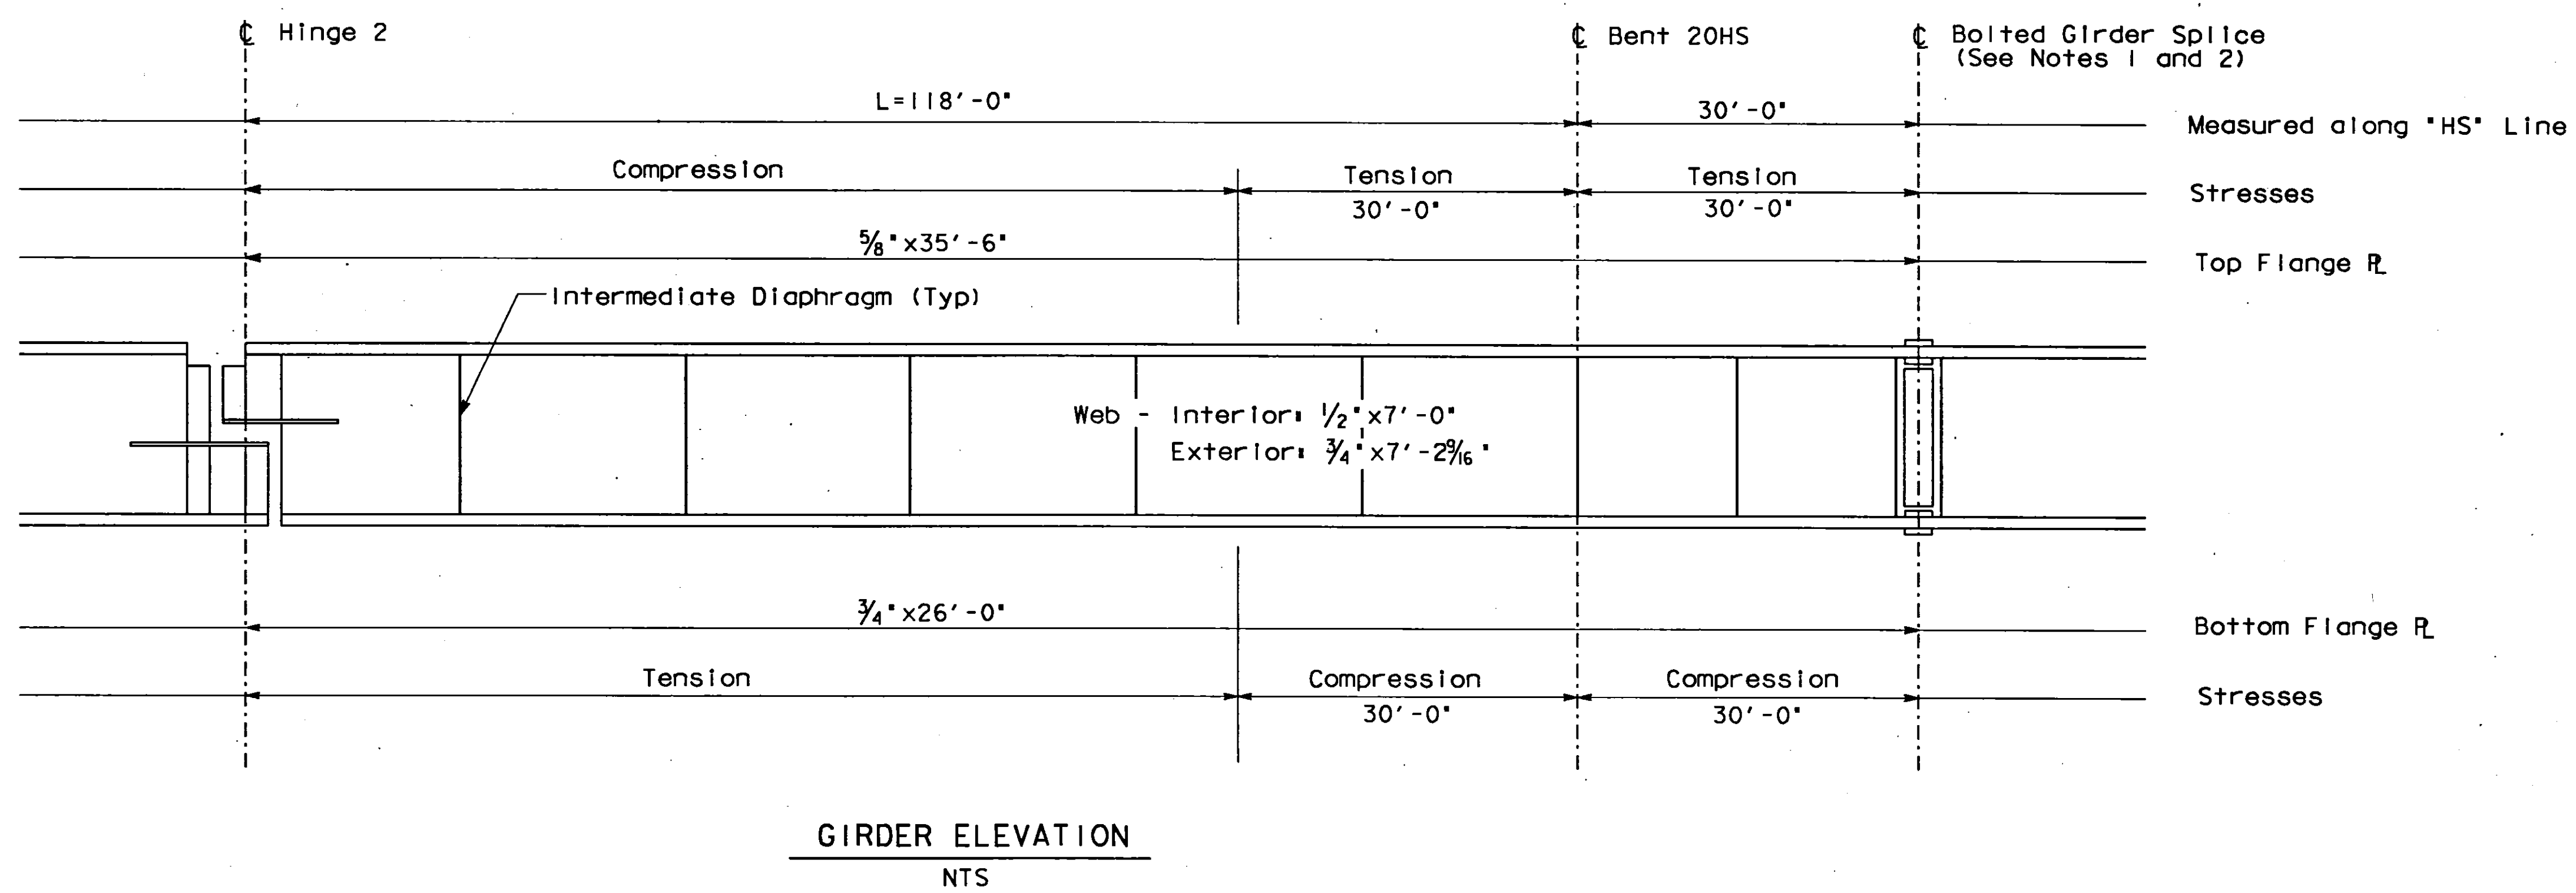 ℄ Hinge 2
℄ Bent 20HS
℄ Bolted Girder Splice
(See Notes 1 and 2)
L=118'-0"
30'-0"
Measured along "HS" Line
Compression
Tension
30'-0"
Tension
30'-0"
Stresses
5/8"x35'-6"
Top Flange PL
Intermediate Diaphragm (Typ)
Web - Interior: 1/2"x7'-0"
Exterior: 3/4"x7'-2 9/16"
3/4"x26'-0"
Bottom Flange PL
Tension
Compression
30'-0"
Compression
30'-0"
Stresses
GIRDER ELEVATION
NTS